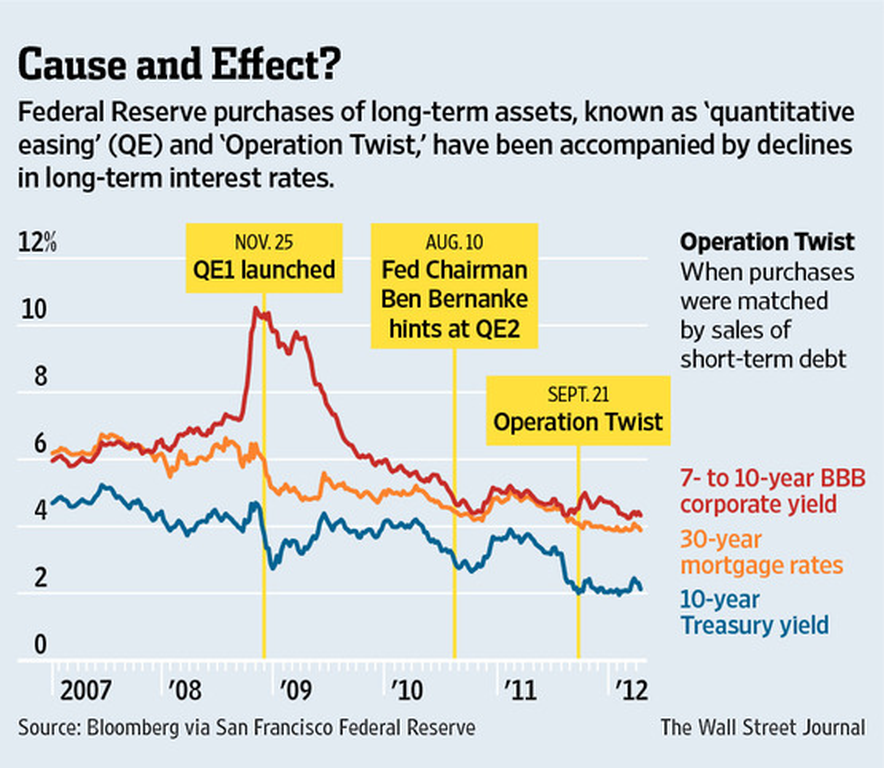 Cause and Effect?
Federal Reserve purchases of long-term assets, known as ‘quantitative
easing’ (QE) and ‘Operation Twist,’ have been accompanied by declines
in long-term interest rates.
12%
10
8
6
4
2
0
NOV. 25
QE1 launched
AUG. 10
Fed Chairman
Ben Bernanke
hints at QE2
SEPT. 21
Operation Twist
Operation Twist
When purchases
were matched
by sales of
short-term debt
7- to 10-year BBB
corporate yield
30-year
mortgage rates
10-year
Treasury yield
2007 ’08 ’09 ’10 ’11 ’12
Source: Bloomberg via San Francisco Federal Reserve
The Wall Street Journal